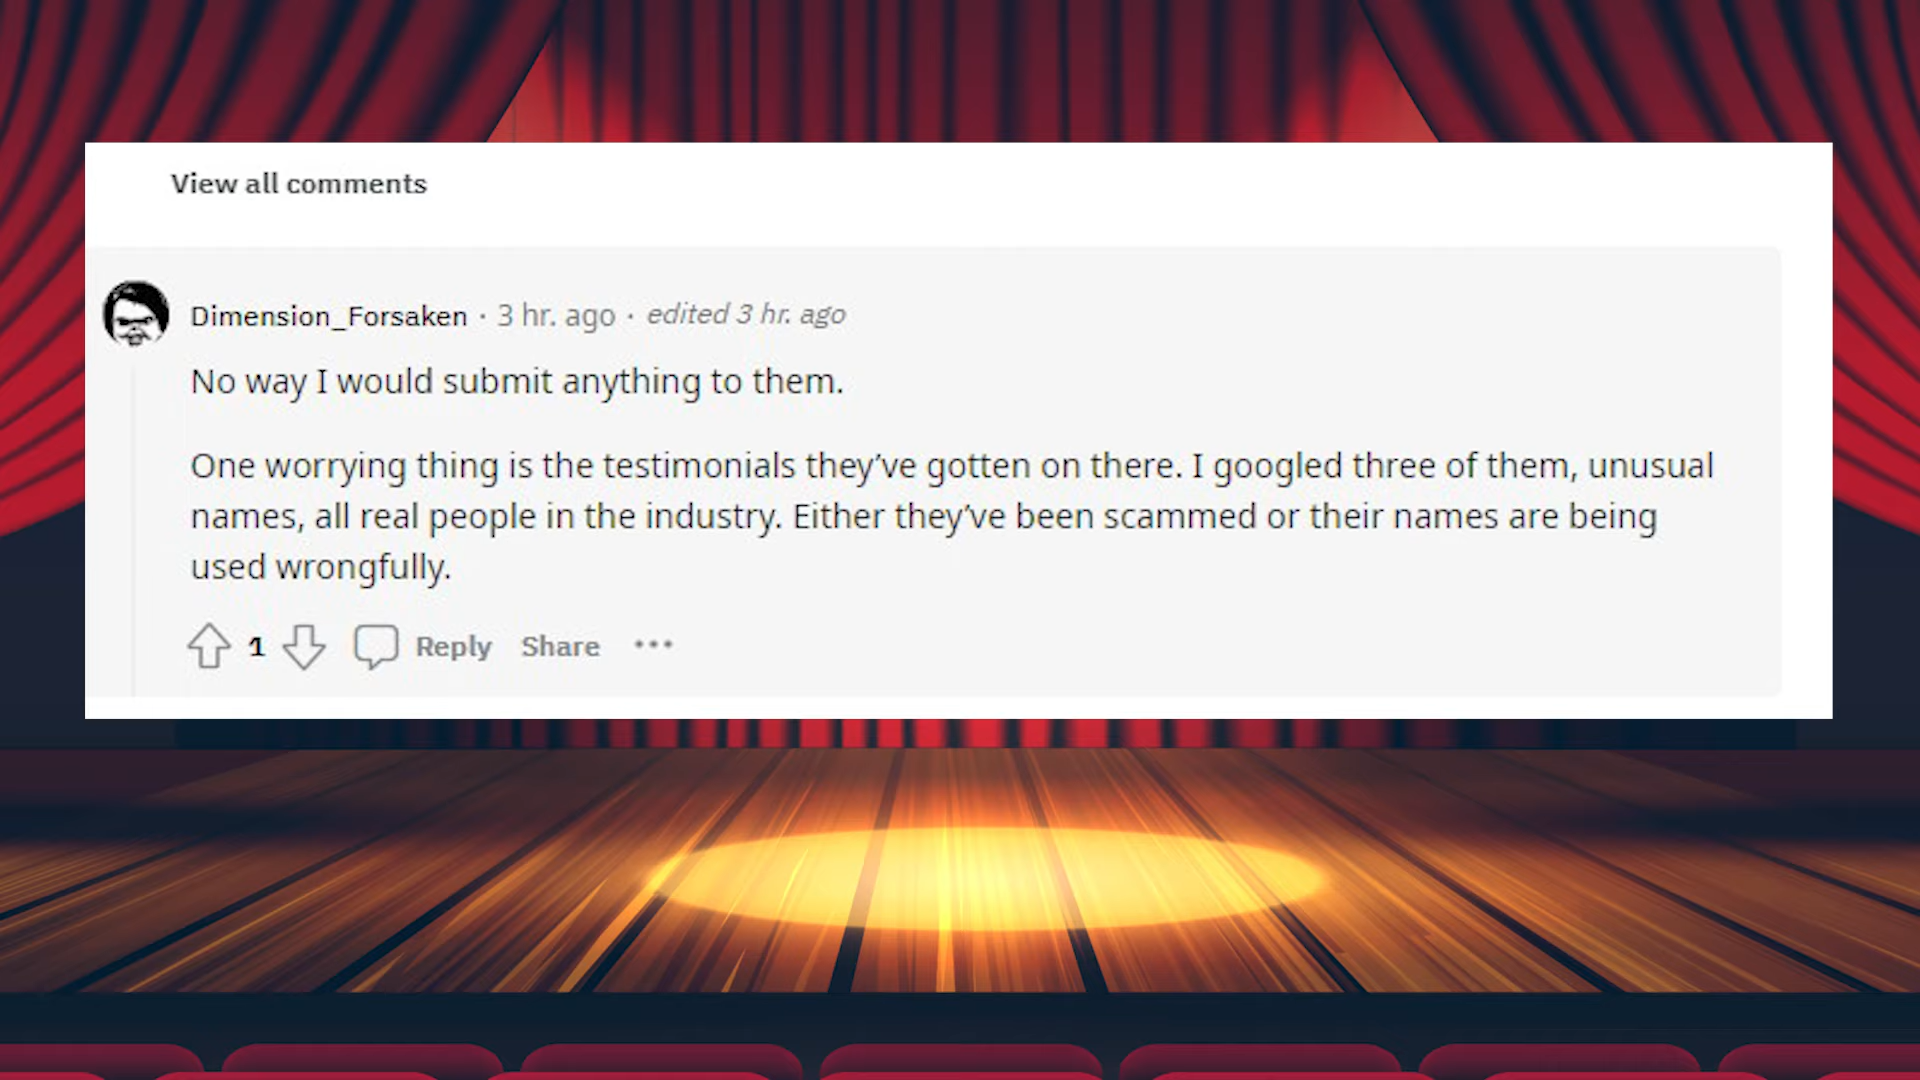 View all comments
Dimension_Forsaken · 3 hr. ago · edited 3 hr. ago
No way I would submit anything to them.
One worrying thing is the testimonials they’ve gotten on there. I googled three of them, unusual
names, all real people in the industry. Either they’ve been scammed or their names are being
used wrongfully.
1 Reply Share ···